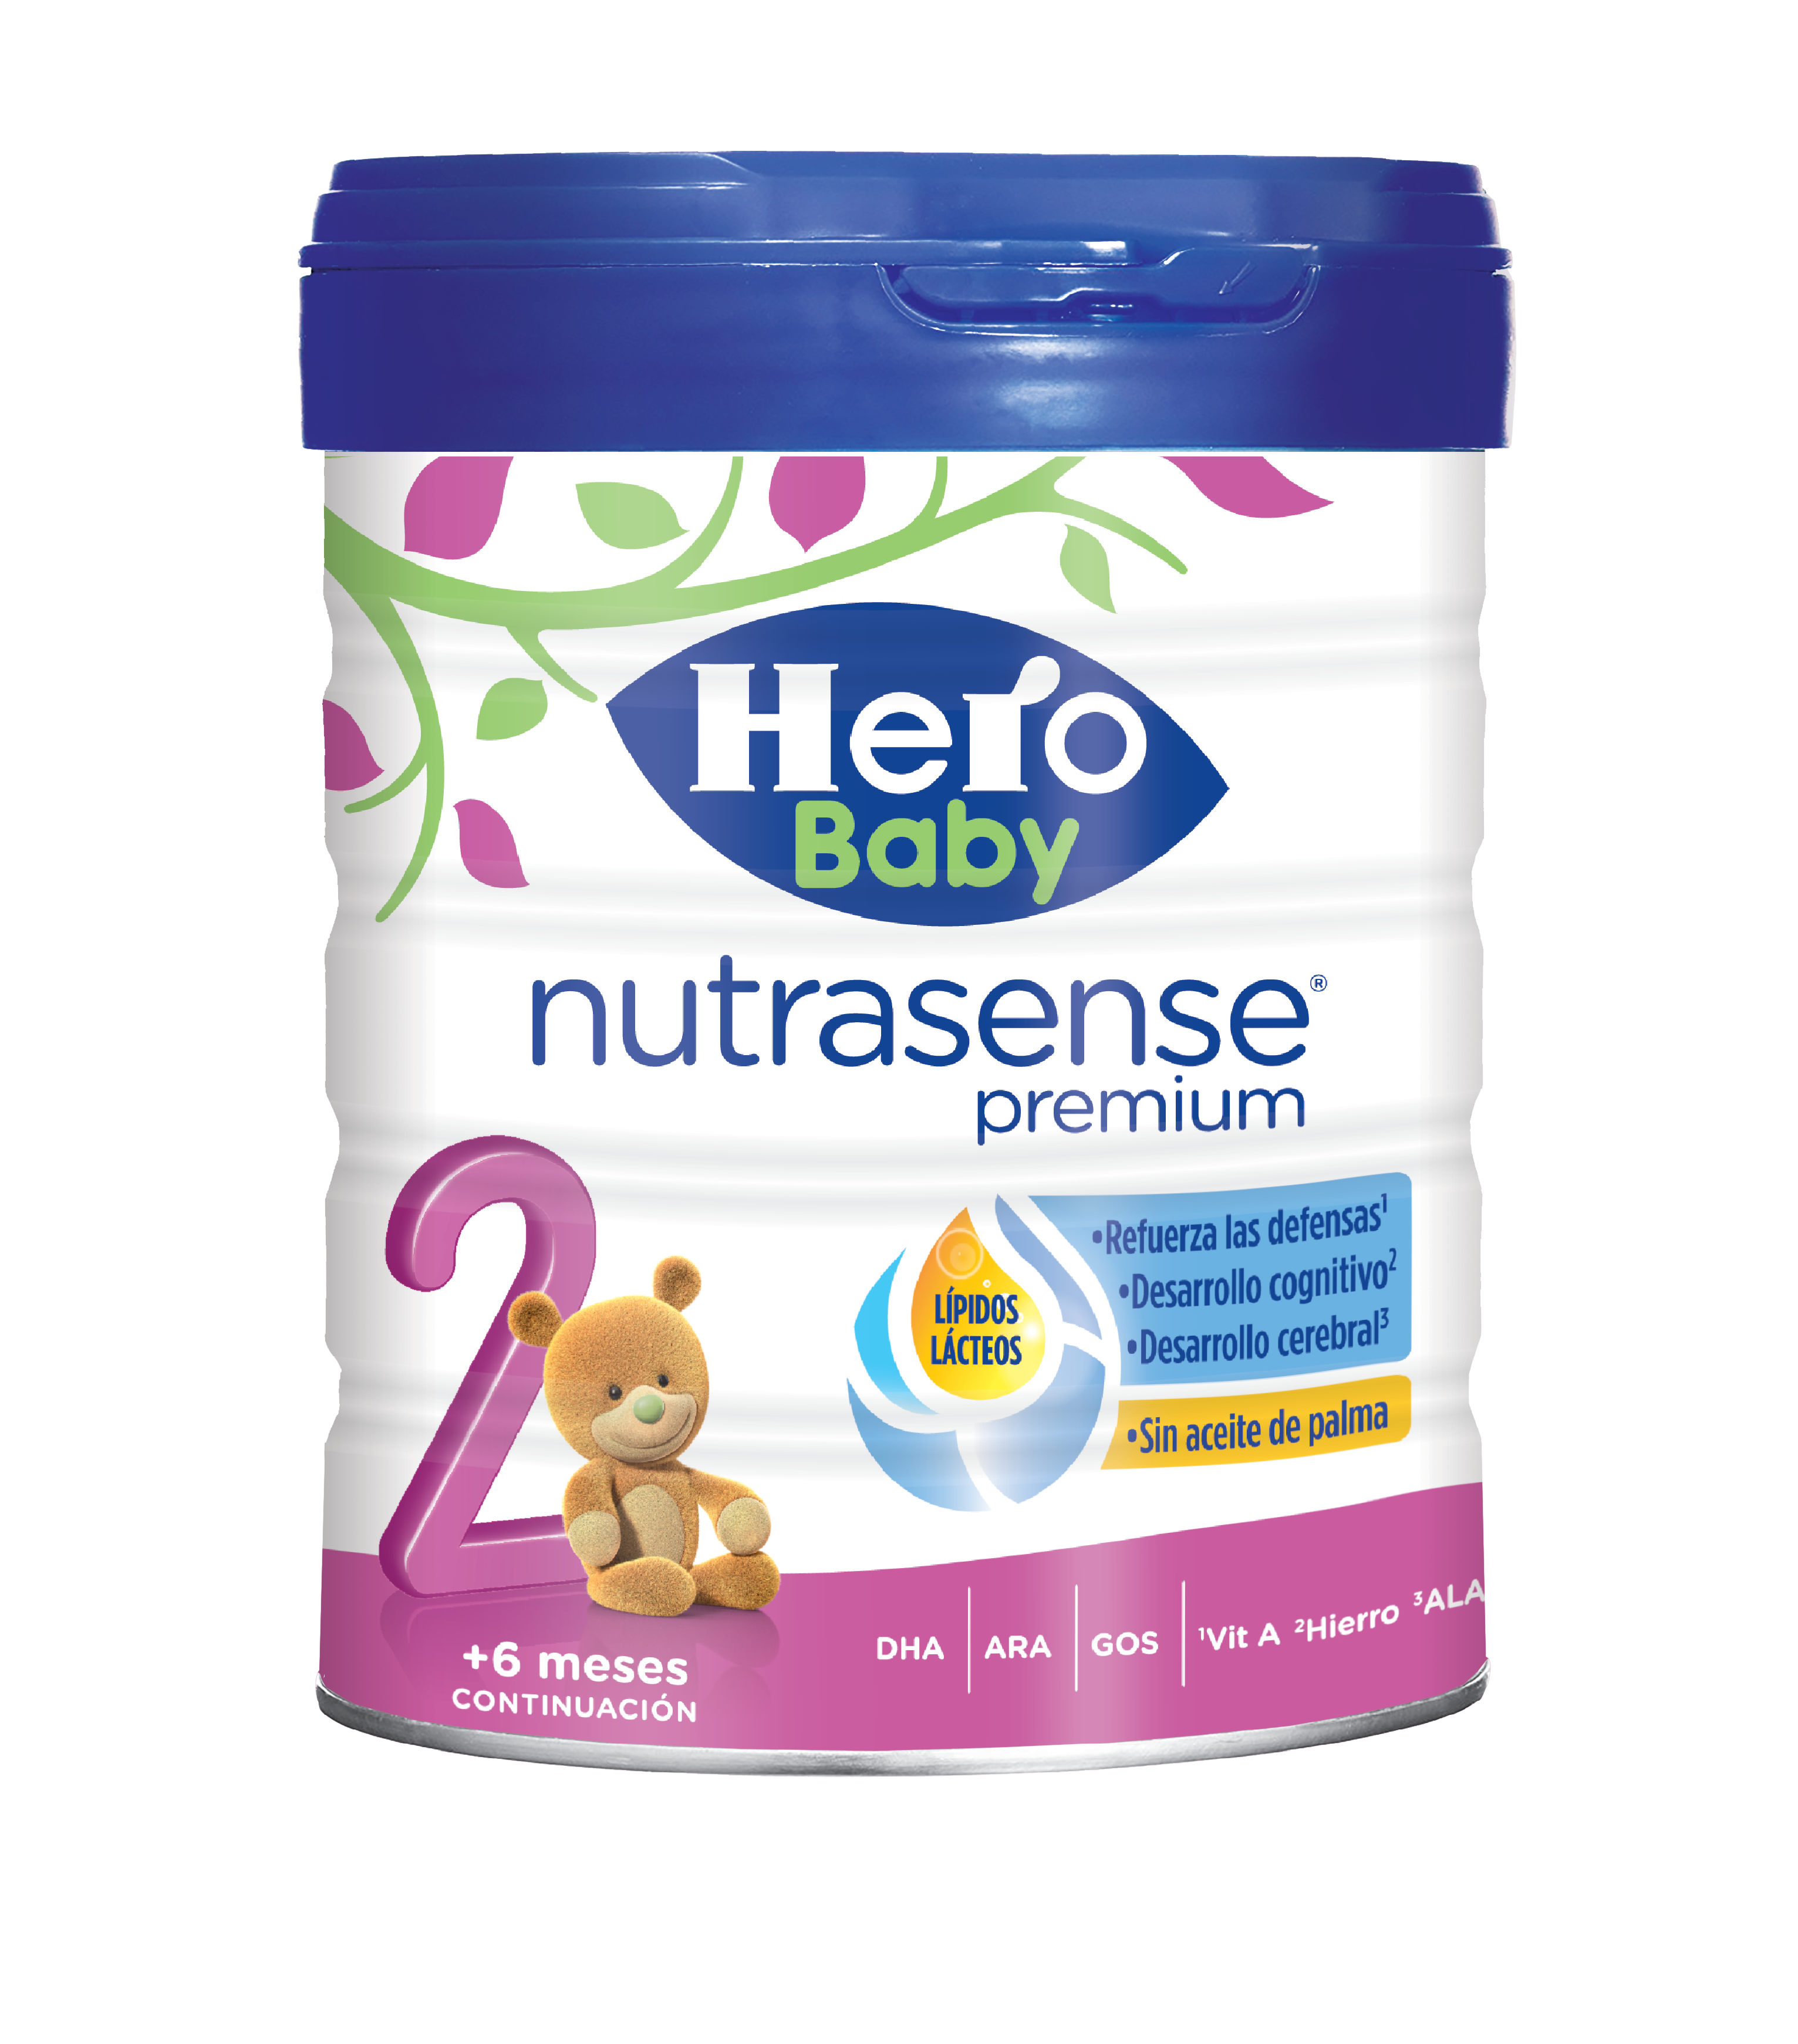 Hero
Baby
nutrasense®
premium
2
LÍPIDOS
LÁCTEOS
•Refuerza las defensas¹
•Desarrollo cognitivo²
•Desarrollo cerebral³
•Sin aceite de palma
+6 meses
CONTINUACIÓN
DHA | ARA | GOS | ¹Vit A ²Hierro ³ALA